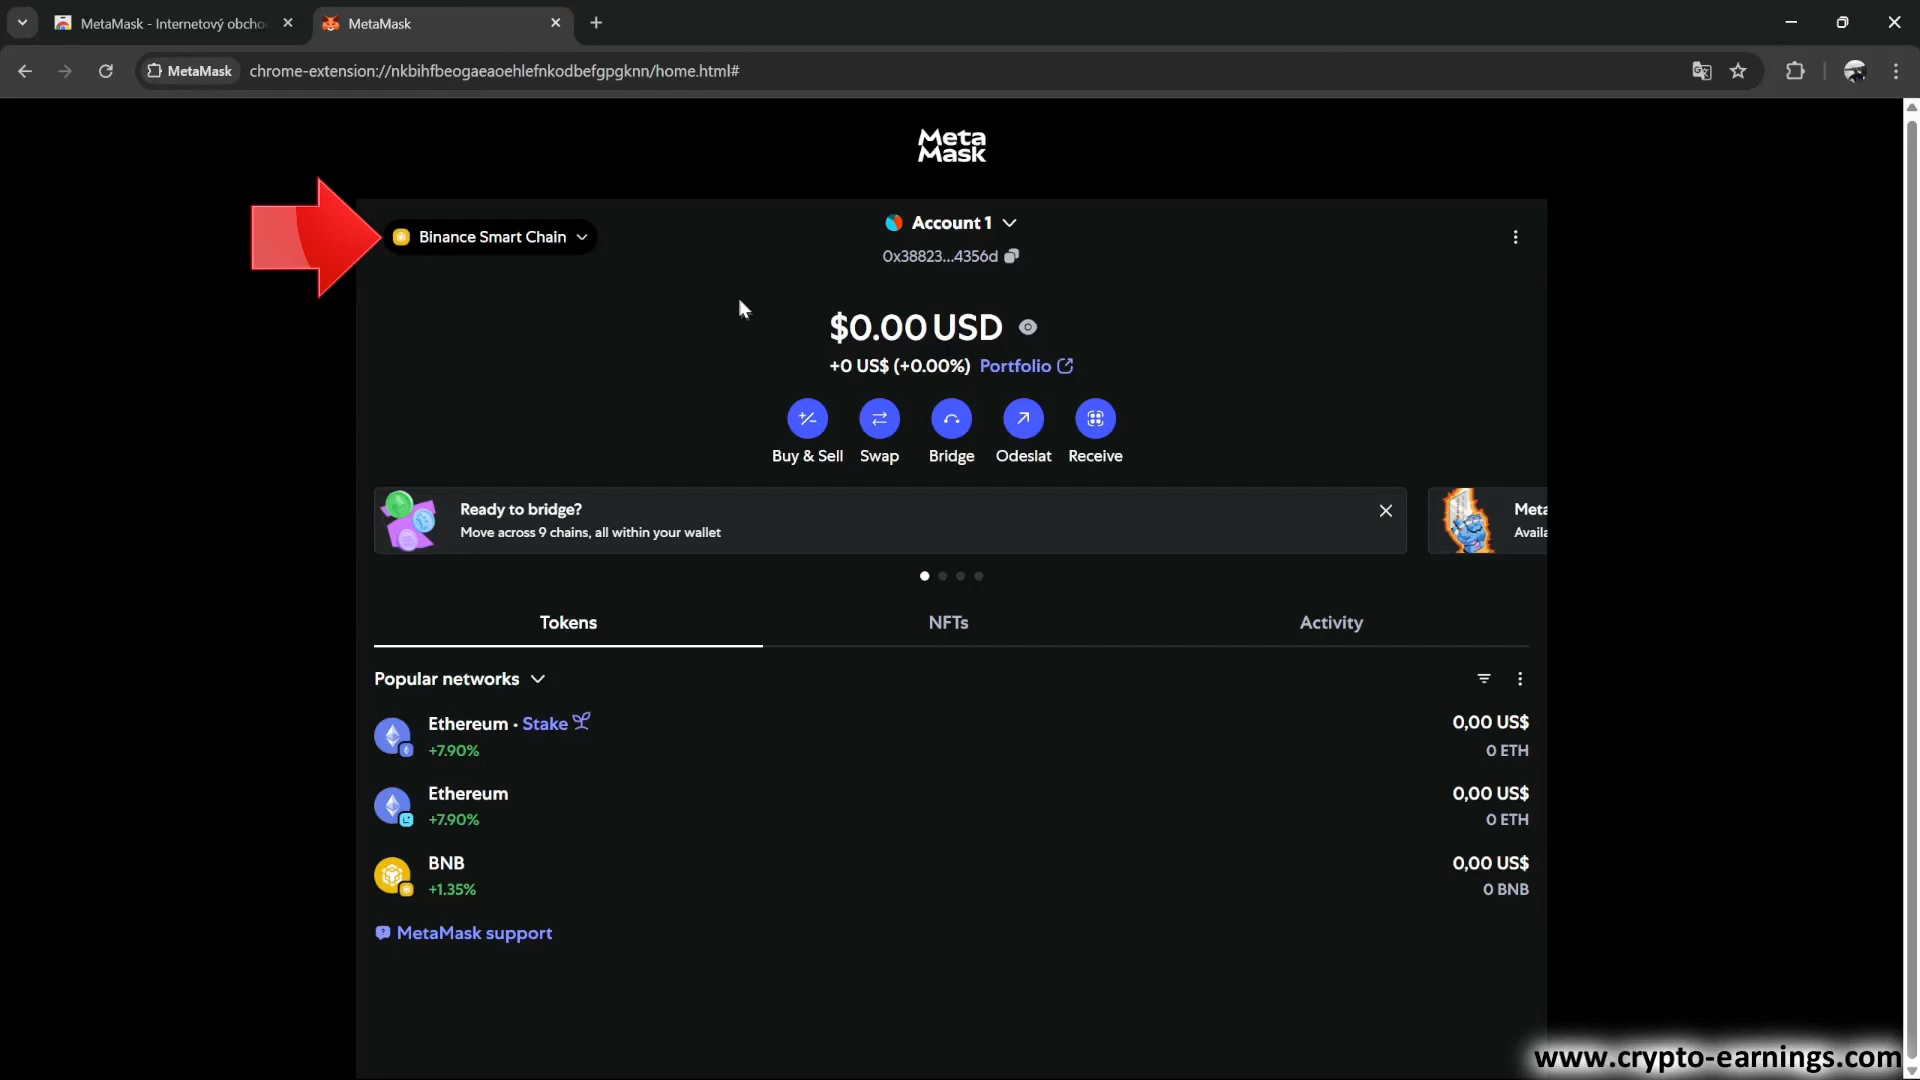 MetaMask - Internetový obcho
MetaMask
MetaMask
chrome-extension://nkbihfbeogaeaoehlefnkodbefgpgknn/home.html#
Meta
Mask
Binance Smart Chain
Account 1
0x38823...4356d
$0.00 USD
+0 US$ (+0.00%) Portfolio
Buy & Sell
Swap
Bridge
Odeslat
Receive
Ready to bridge?
Move across 9 chains, all within your wallet
Meta
Availa
Tokens
NFTs
Activity
Popular networks
Ethereum • Stake
0,00 US$
+7.90%
0 ETH
Ethereum
0,00 US$
+7.90%
0 ETH
BNB
0,00 US$
+1.35%
0 BNB
MetaMask support
www.crypto-earnings.com